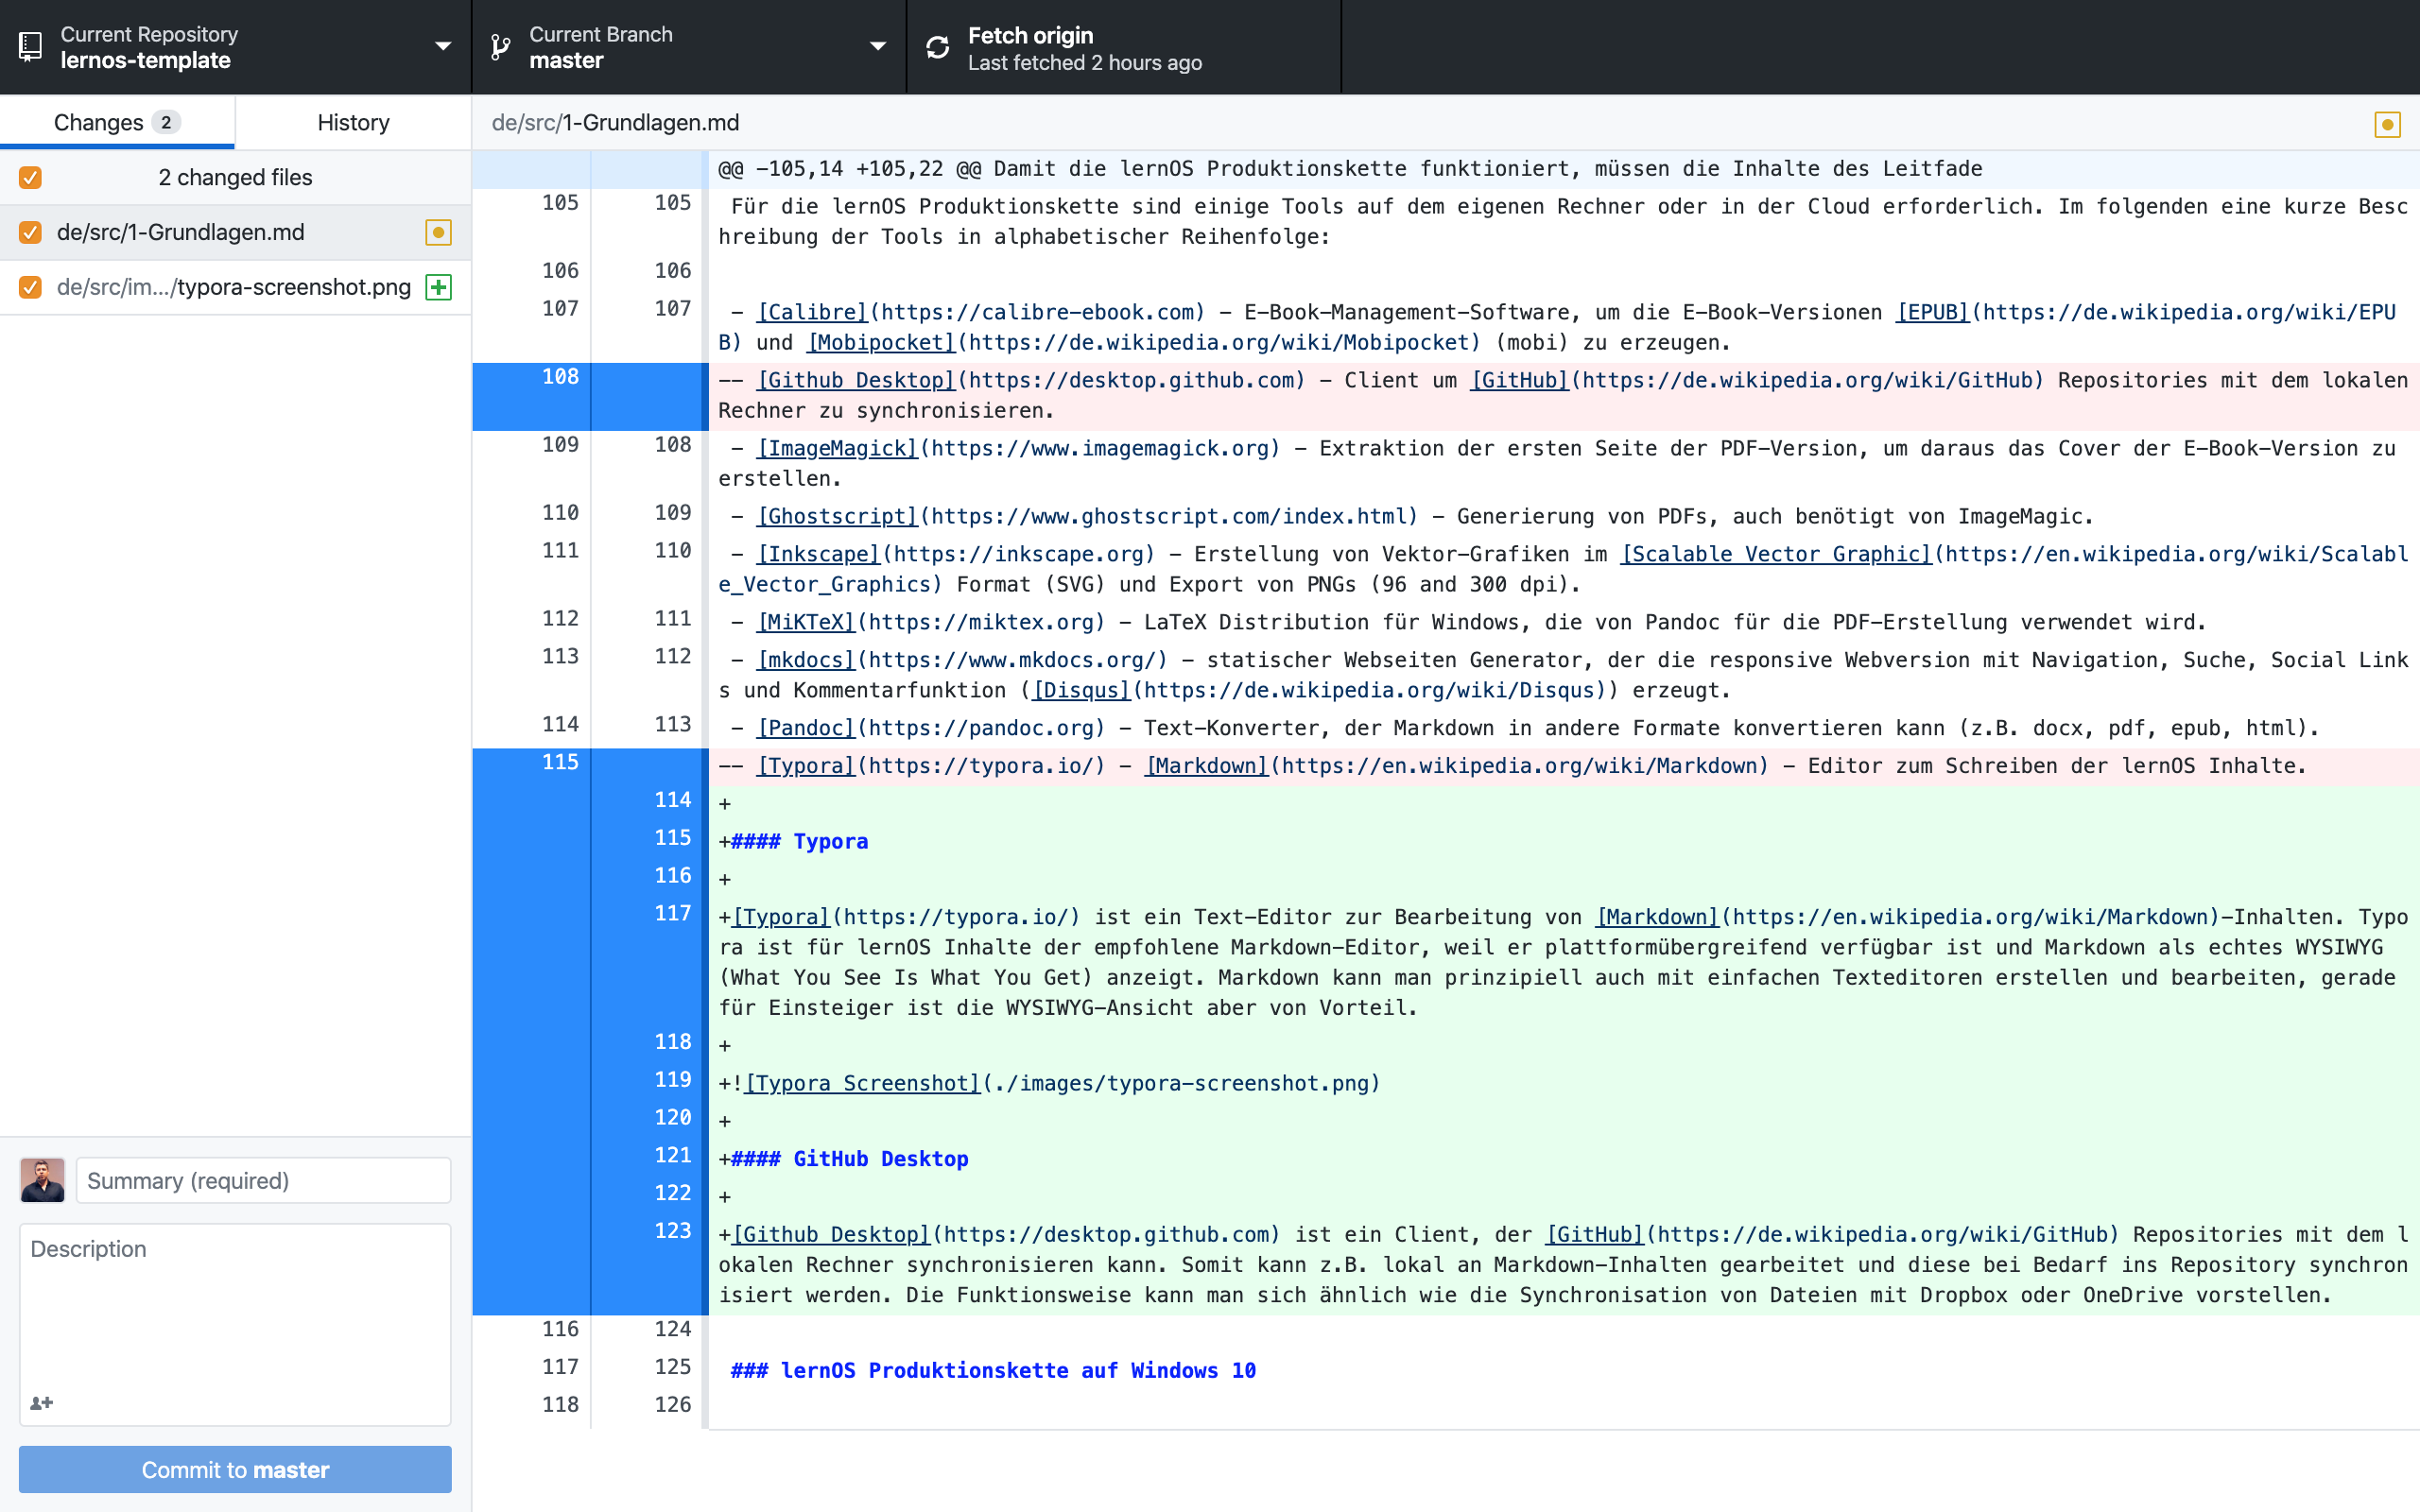 Current Repository
lernos-template
Current Branch
master
Fetch origin
Last fetched 2 hours ago
Changes 2
History
de/src/1-Grundlagen.md
2 changed files
de/src/1-Grundlagen.md
de/src/im.../typora-screenshot.png
@@ -105,14 +105,22 @@ Damit die lernOS Produktionskette funktioniert, müssen die Inhalte des Leitfade
105 105 Für die lernOS Produktionskette sind einige Tools auf dem eigenen Rechner oder in der Cloud erforderlich. Im folgenden eine kurze Besc
hreibung der Tools in alphabetischer Reihenfolge:
106 106
107 107 - [Calibre](https://calibre-ebook.com) - E-Book-Management-Software, um die E-Book-Versionen [EPUB](https://de.wikipedia.org/wiki/EPU
B) und [Mobipocket](https://de.wikipedia.org/wiki/Mobipocket) (mobi) zu erzeugen.
108 -- [Github Desktop](https://desktop.github.com) - Client um [GitHub](https://de.wikipedia.org/wiki/GitHub) Repositories mit dem lokalen
Rechner zu synchronisieren.
109 108 - [ImageMagick](https://www.imagemagick.org) - Extraktion der ersten Seite der PDF-Version, um daraus das Cover der E-Book-Version zu
erstellen.
110 109 - [Ghostscript](https://www.ghostscript.com/index.html) - Generierung von PDFs, auch benötigt von ImageMagic.
111 110 - [Inkscape](https://inkscape.org) - Erstellung von Vektor-Grafiken im [Scalable Vector Graphic](https://en.wikipedia.org/wiki/Scalabl
e_Vector_Graphics) Format (SVG) und Export von PNGs (96 and 300 dpi).
112 111 - [MiKTeX](https://miktex.org) - LaTeX Distribution für Windows, die von Pandoc für die PDF-Erstellung verwendet wird.
113 112 - [mkdocs](https://www.mkdocs.org/) - statischer Webseiten Generator, der die responsive Webversion mit Navigation, Suche, Social Link
s und Kommentarfunktion ([Disqus](https://de.wikipedia.org/wiki/Disqus)) erzeugt.
114 113 - [Pandoc](https://pandoc.org) - Text-Konverter, der Markdown in andere Formate konvertieren kann (z.B. docx, pdf, epub, html).
115 -- [Typora](https://typora.io/) - [Markdown](https://en.wikipedia.org/wiki/Markdown) - Editor zum Schreiben der lernOS Inhalte.
114 +
115 +#### Typora
116 +
117 +[Typora](https://typora.io/) ist ein Text-Editor zur Bearbeitung von [Markdown](https://en.wikipedia.org/wiki/Markdown)-Inhalten. Typo
ra ist für lernOS Inhalte der empfohlene Markdown-Editor, weil er plattformübergreifend verfügbar ist und Markdown als echtes WYSIWYG
(What You See Is What You Get) anzeigt. Markdown kann man prinzipiell auch mit einfachen Texteditoren erstellen und bearbeiten, gerade
für Einsteiger ist die WYSIWYG-Ansicht aber von Vorteil.
118 +
119 +![Typora Screenshot](./images/typora-screenshot.png)
120 +
121 +#### GitHub Desktop
122 +
123 +[Github Desktop](https://desktop.github.com) ist ein Client, der [GitHub](https://de.wikipedia.org/wiki/GitHub) Repositories mit dem l
okalen Rechner synchronisieren kann. Somit kann z.B. lokal an Markdown-Inhalten gearbeitet und diese bei Bedarf ins Repository synchron
isiert werden. Die Funktionsweise kann man sich ähnlich wie die Synchronisation von Dateien mit Dropbox oder OneDrive vorstellen.
116 124
117 125 ### lernOS Produktionskette auf Windows 10
118 126
Summary (required)
Description
Commit to master